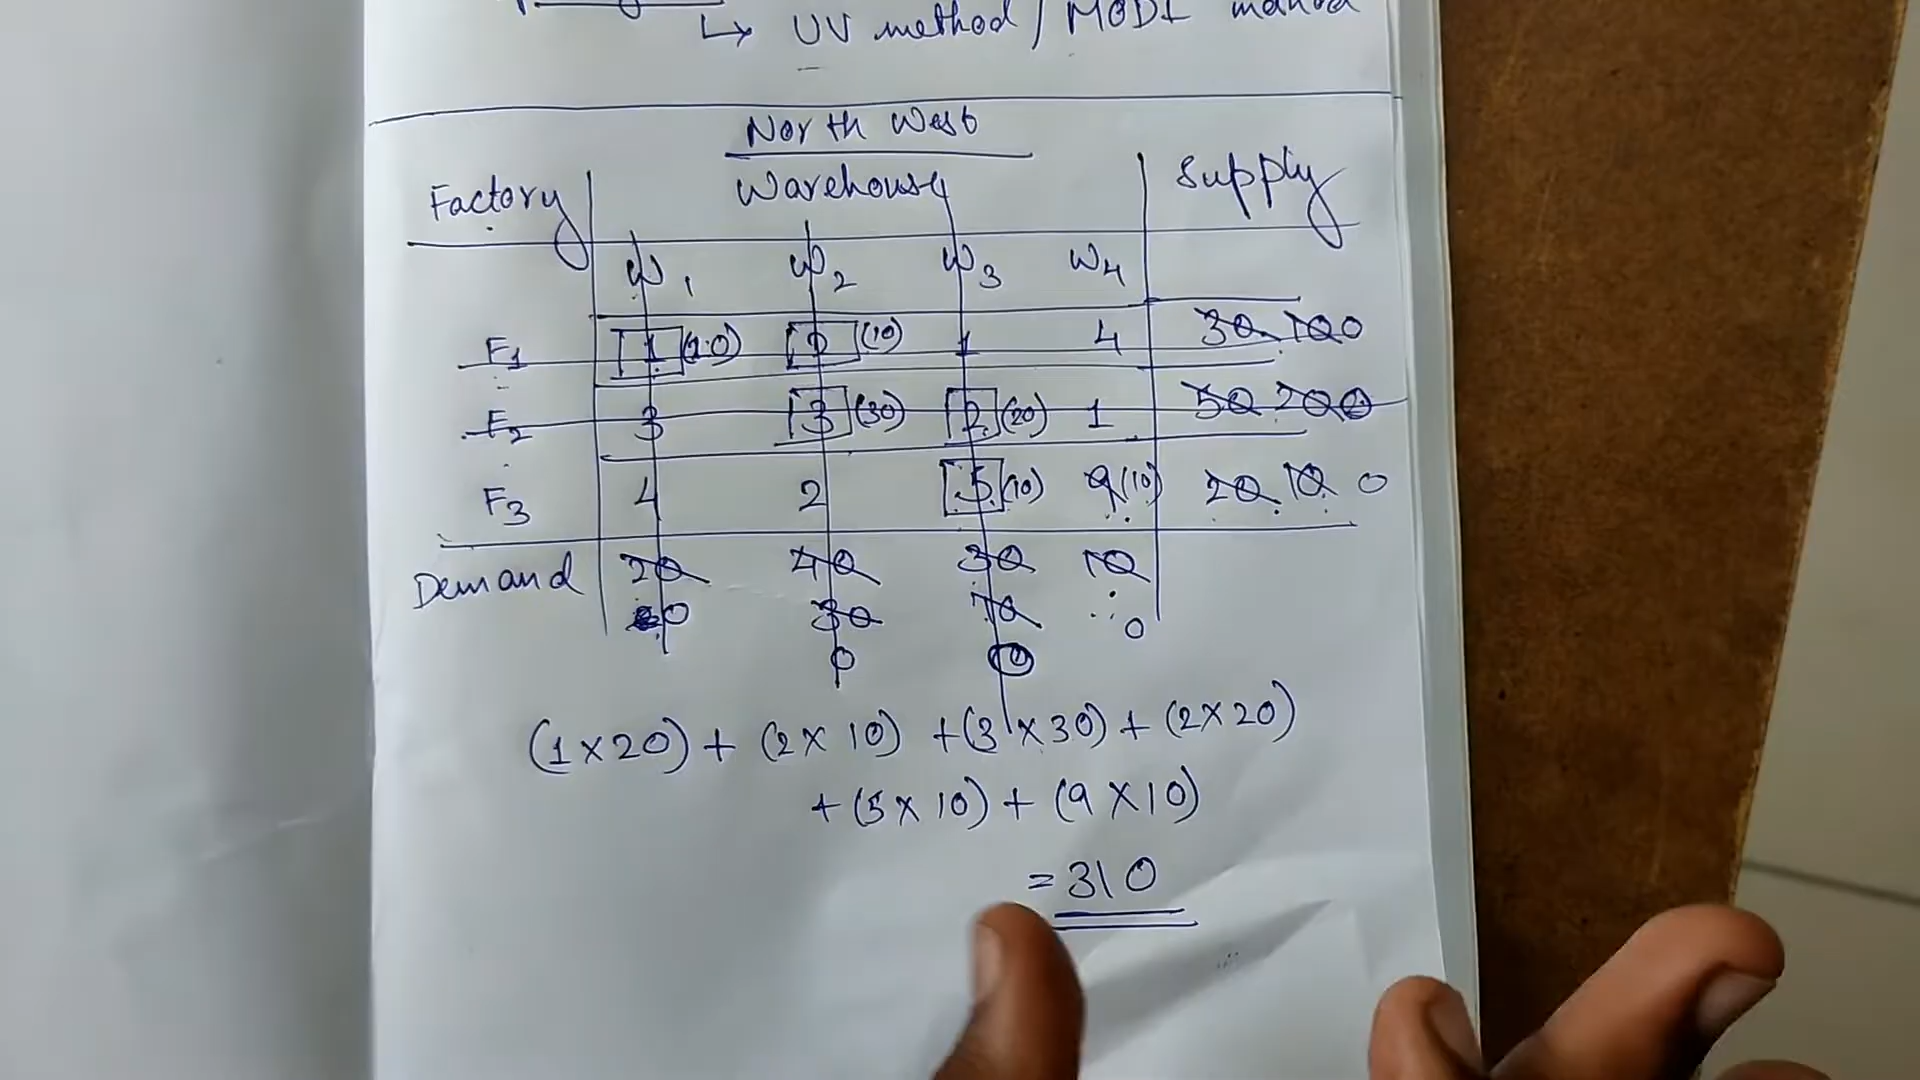 ↳ UV method / MODI method
North West
Factory Warehouse Supply
W1 W2 W3 W4
F1 1 (20) 2 (10) 1 4 30 10 0
F2 3 3 (30) 2 (20) 1 50 20 0
F3 4 2 5 (10) 9 (10) 20 10 0
Demand 20 40 30 10
0 30 10 0
0 0
(1 x 20) + (2 x 10) + (3 x 30) + (2 x 20)
+ (5 x 10) + (9 x 10)
= 310